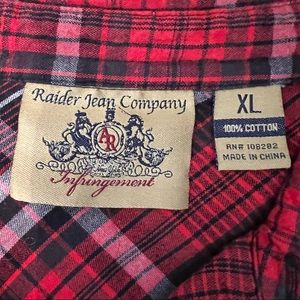 Raider Jean Company
AR
Infringement
XL
100% COTTON
RN# 108282
MADE IN CHINA